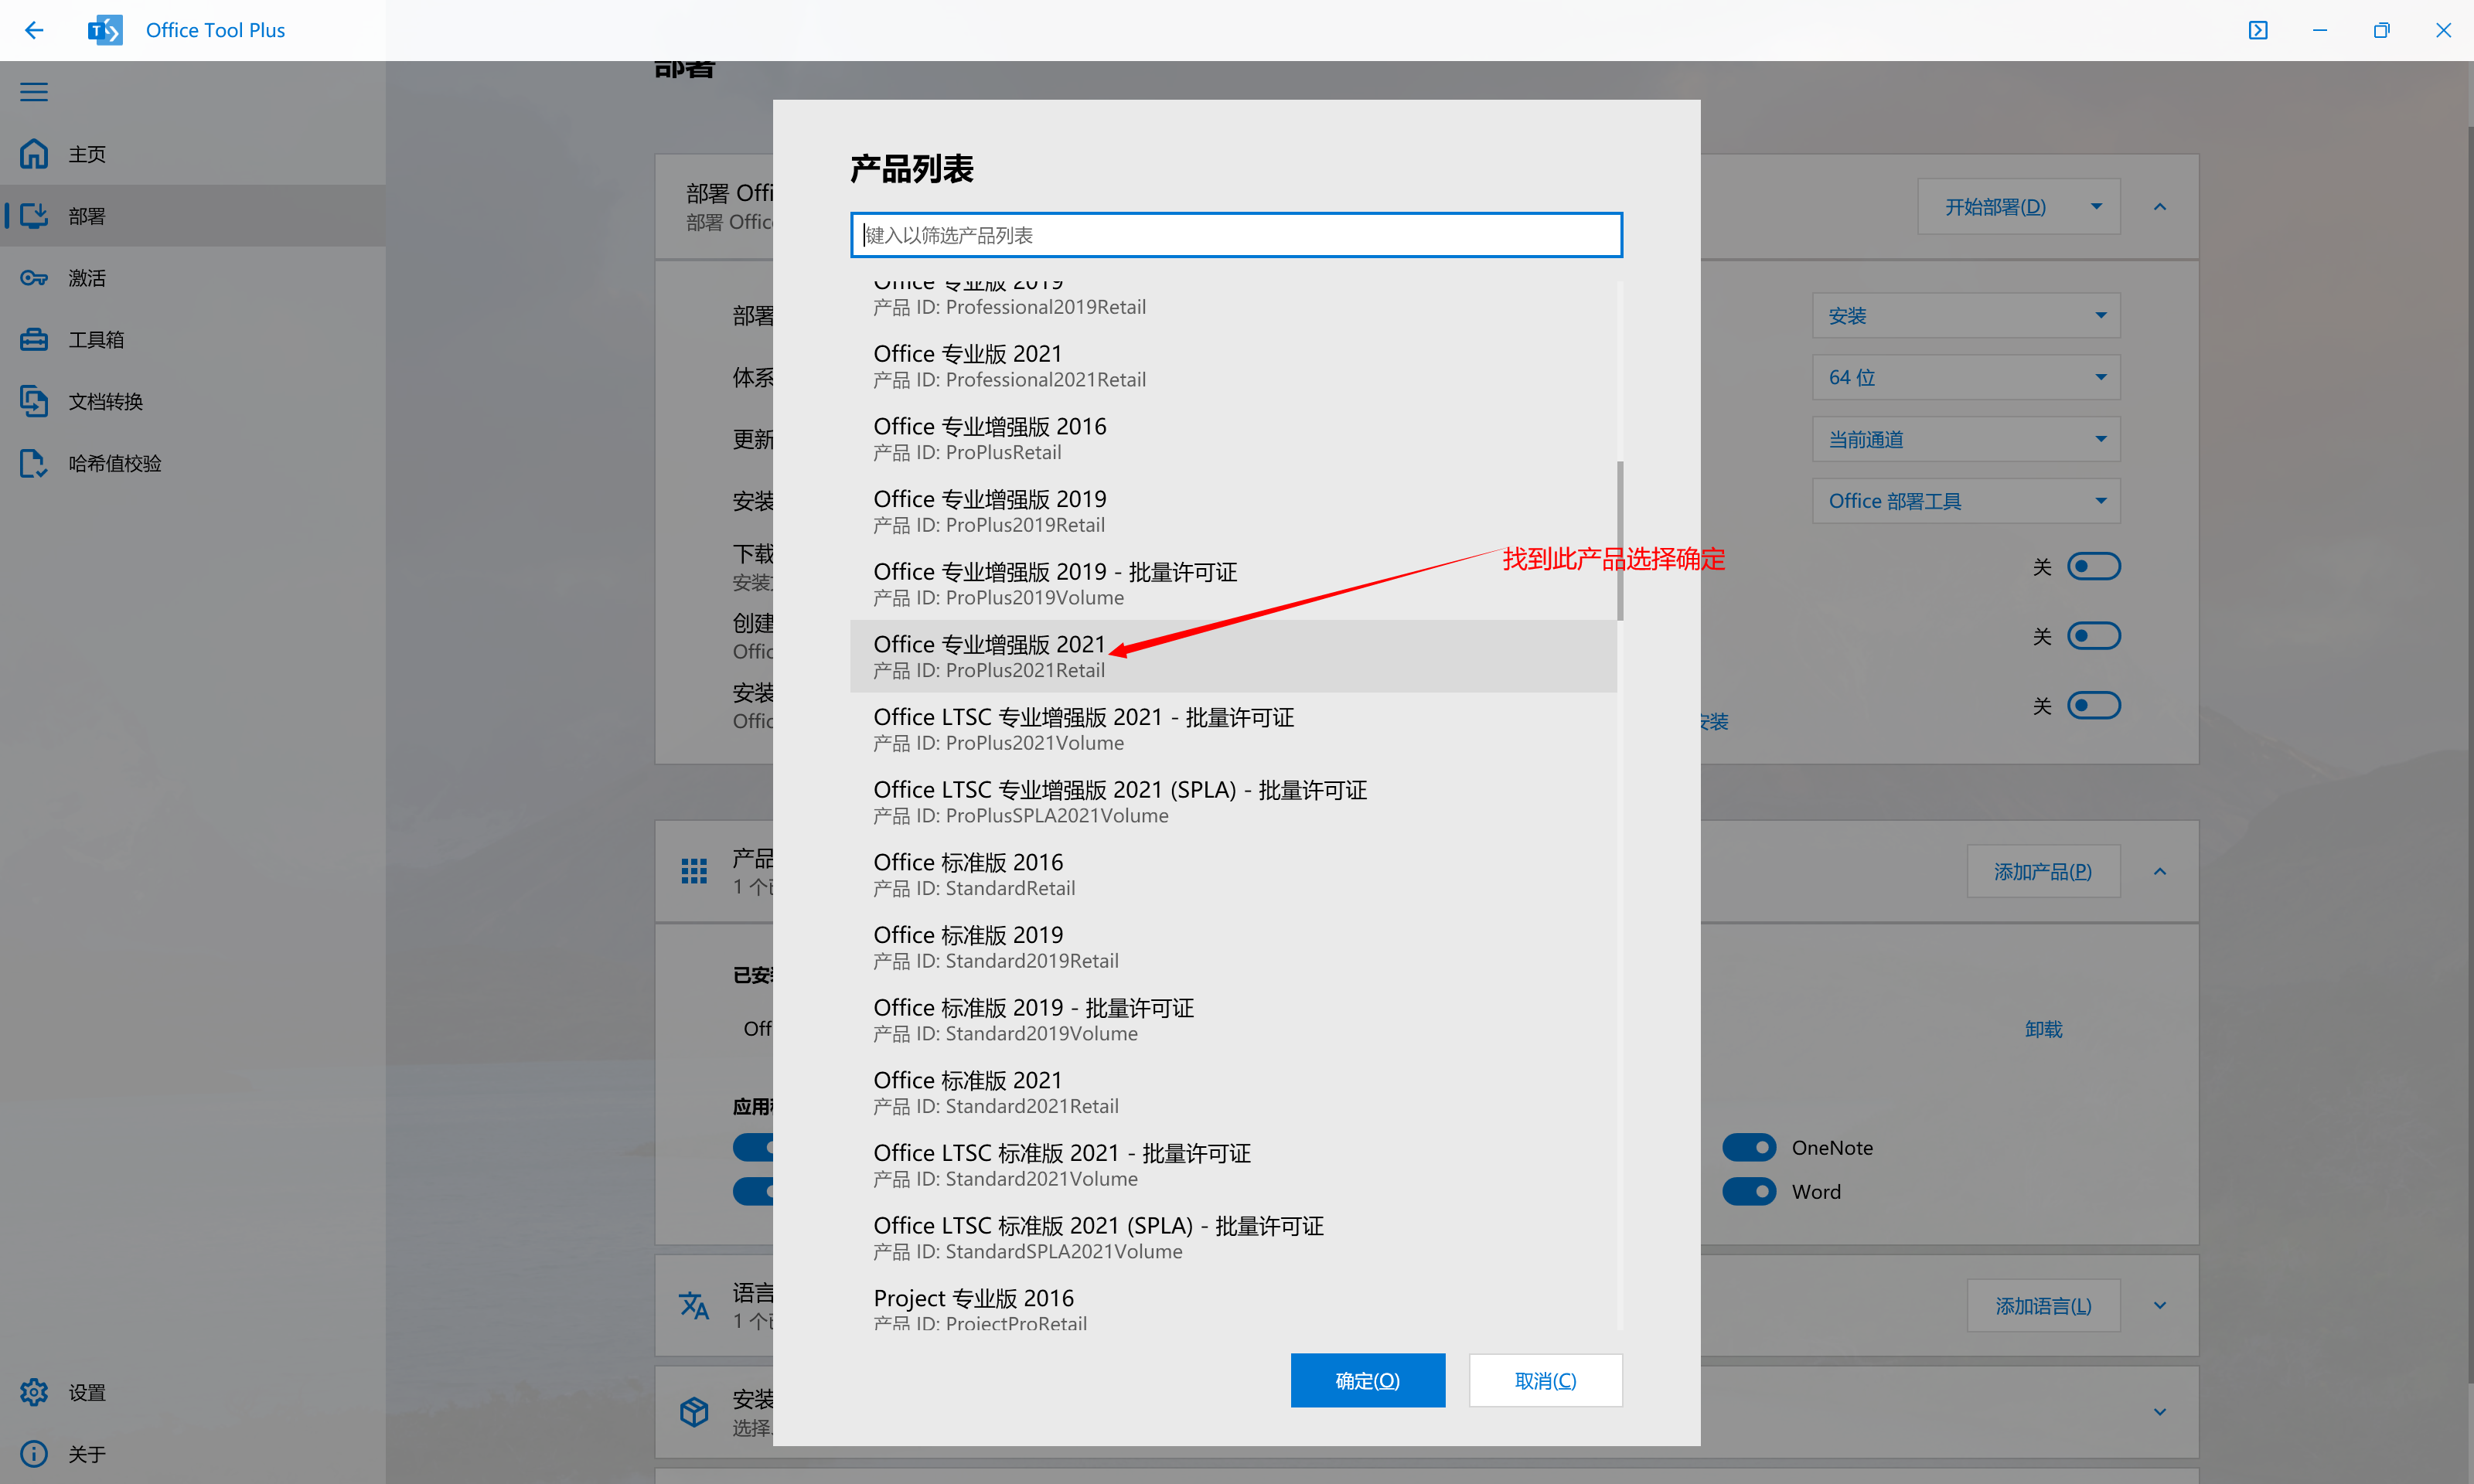 Office Tool Plus
主页
部署
激活
工具箱
文档转换
哈希值校验
设置
关于
部署
部署 Offi
部署 Offic
开始部署(D)
部署
安装
体系
64 位
更新
当前通道
安装
Office 部署工具
下载
安装
关
创建
Offic
关
安装
Offic
安装
关
产品
1 个已
添加产品(P)
已安装
Off
卸载
应用
OneNote
Word
语言
1 个已
添加语言(L)
安装
选择
产品列表
键入以筛选产品列表
Office 专业版 2019
产品 ID: Professional2019Retail
Office 专业版 2021
产品 ID: Professional2021Retail
Office 专业增强版 2016
产品 ID: ProPlusRetail
Office 专业增强版 2019
产品 ID: ProPlus2019Retail
Office 专业增强版 2019 - 批量许可证
产品 ID: ProPlus2019Volume
找到此产品选择确定
Office 专业增强版 2021
产品 ID: ProPlus2021Retail
Office LTSC 专业增强版 2021 - 批量许可证
产品 ID: ProPlus2021Volume
Office LTSC 专业增强版 2021 (SPLA) - 批量许可证
产品 ID: ProPlusSPLA2021Volume
Office 标准版 2016
产品 ID: StandardRetail
Office 标准版 2019
产品 ID: Standard2019Retail
Office 标准版 2019 - 批量许可证
产品 ID: Standard2019Volume
Office 标准版 2021
产品 ID: Standard2021Retail
Office LTSC 标准版 2021 - 批量许可证
产品 ID: Standard2021Volume
Office LTSC 标准版 2021 (SPLA) - 批量许可证
产品 ID: StandardSPLA2021Volume
Project 专业版 2016
产品 ID: ProjectProRetail
确定(O)
取消(C)